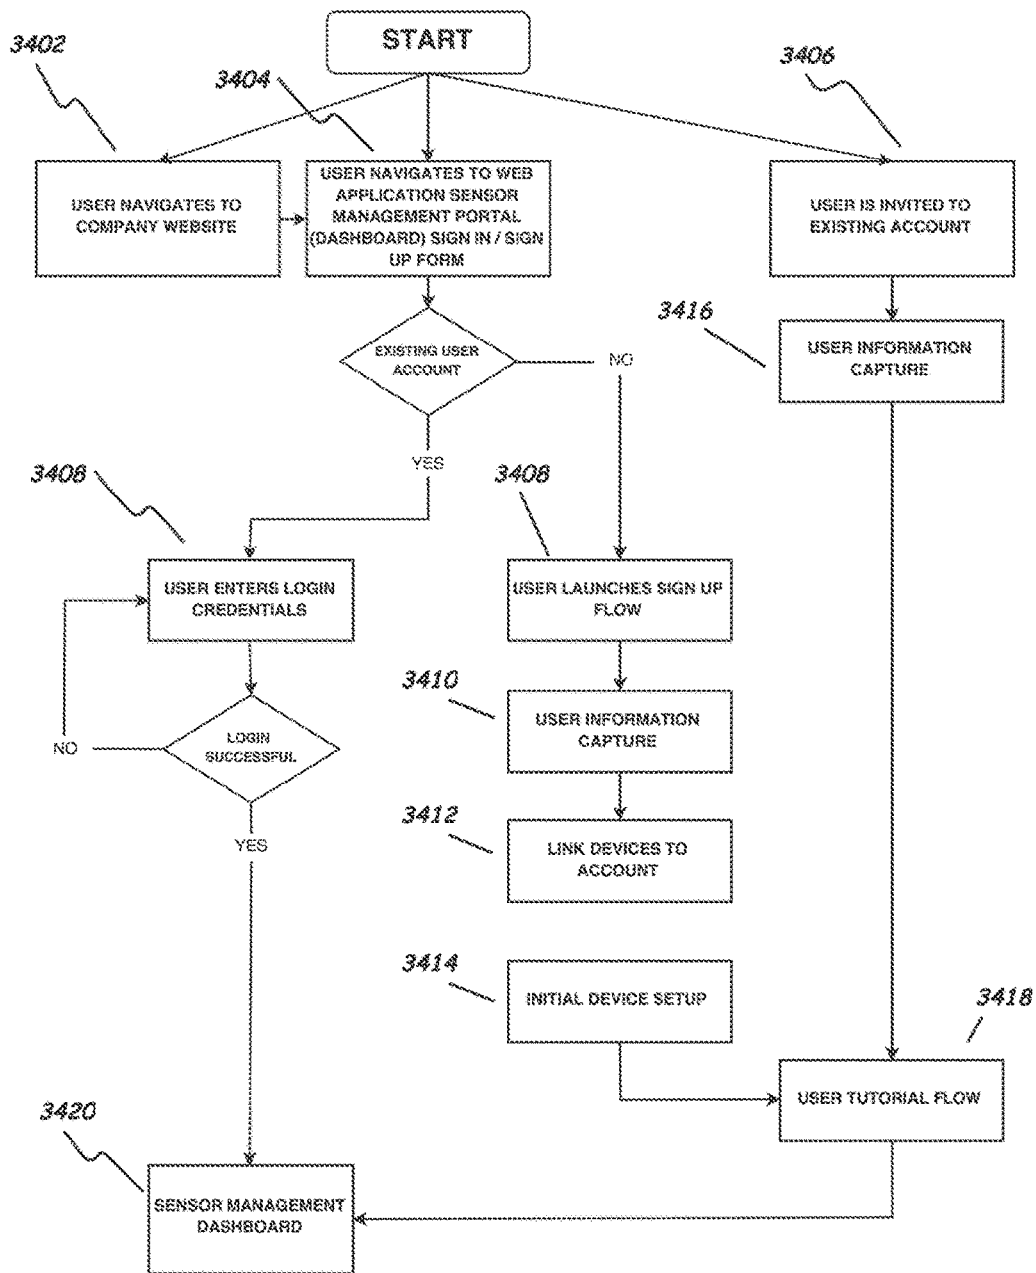 START
3402
3404
3406
USER NAVIGATES TO
COMPANY WEBSITE
USER NAVIGATES TO WEB
APPLICATION SENSOR
MANAGEMENT PORTAL
(DASHBOARD) SIGN IN / SIGN
UP FORM
USER IS INVITED TO
EXISTING ACCOUNT
3416
USER INFORMATION
CAPTURE
EXISTING USER
ACCOUNT
NO
YES
3408
USER ENTERS LOGIN
CREDENTIALS
3408
USER LAUNCHES SIGN UP
FLOW
LOGIN
SUCCESSFUL
NO
YES
3410
USER INFORMATION
CAPTURE
3412
LINK DEVICES TO
ACCOUNT
3414
INITIAL DEVICE SETUP
3418
USER TUTORIAL FLOW
3420
SENSOR MANAGEMENT
DASHBOARD